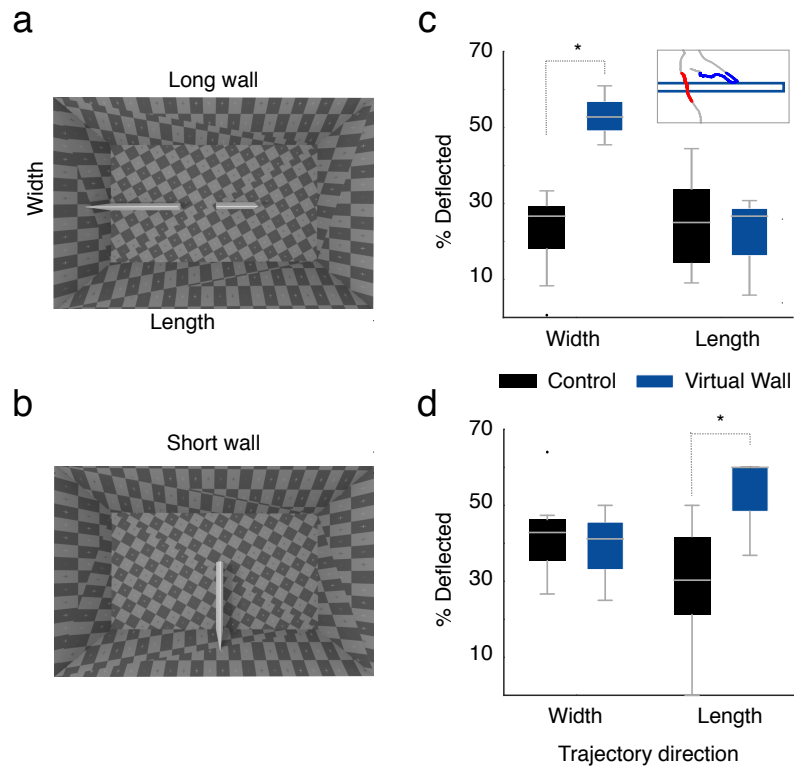 a
Long wall
Width
Length
b
Short wall
c
70
50
30
10
% Deflected
*
Width
Length
Control
Virtual Wall
d
70
50
30
10
% Deflected
*
Width
Length
Trajectory direction